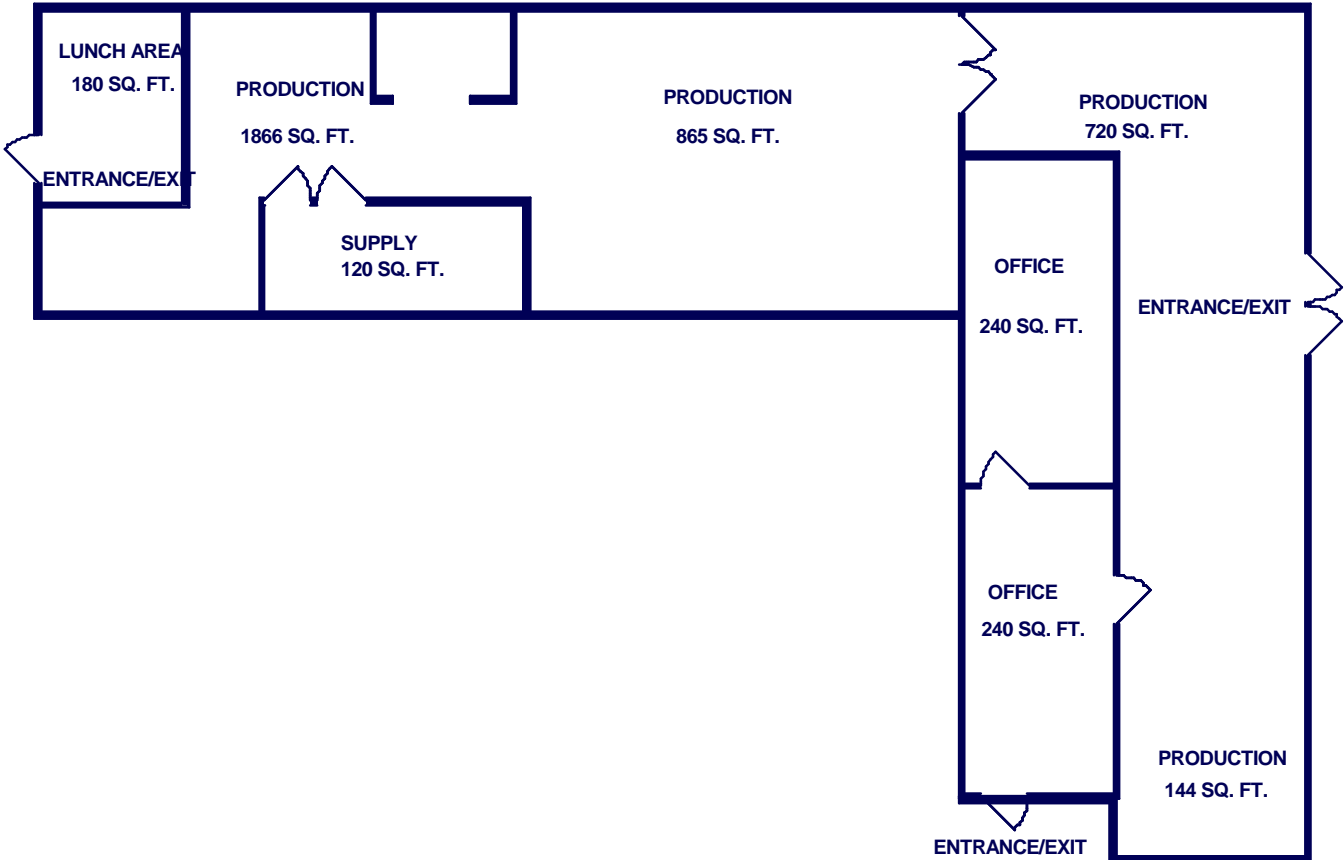 LUNCH AREA
180 SQ. FT.
ENTRANCE/EXIT
PRODUCTION
1866 SQ. FT.
SUPPLY
120 SQ. FT.
PRODUCTION
865 SQ. FT.
PRODUCTION
720 SQ. FT.
OFFICE
240 SQ. FT.
ENTRANCE/EXIT
OFFICE
240 SQ. FT.
PRODUCTION
144 SQ. FT.
ENTRANCE/EXIT